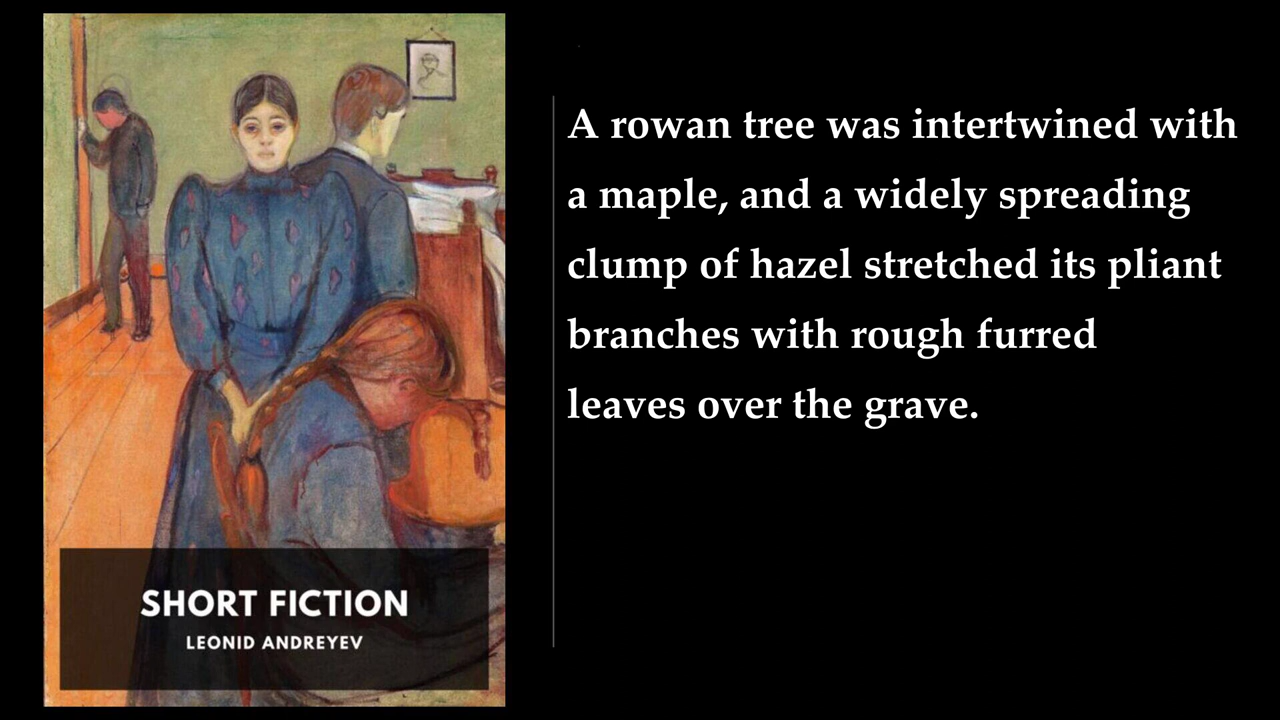 SHORT FICTION
LEONID ANDREYEV
A rowan tree was intertwined with
a maple, and a widely spreading
clump of hazel stretched its pliant
branches with rough furred
leaves over the grave.